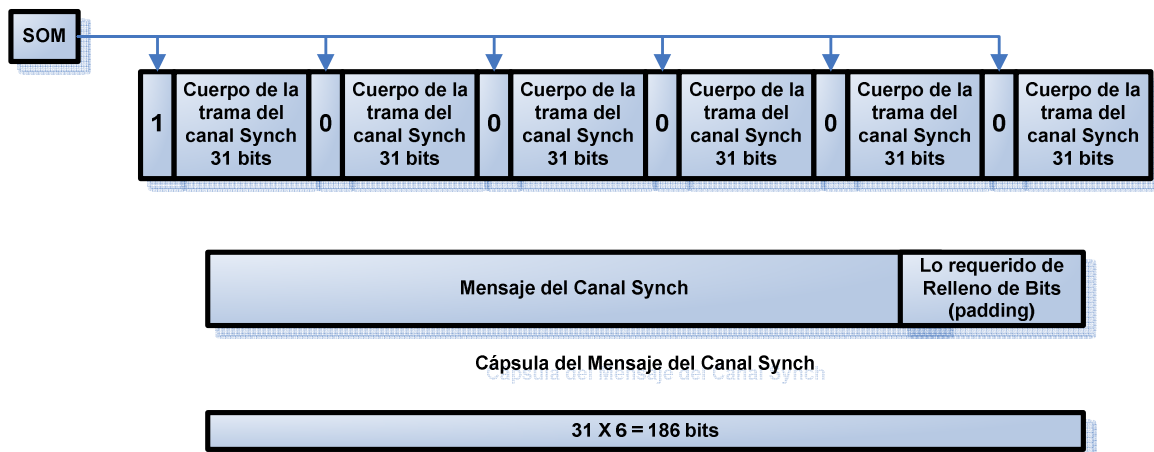 SOM
1
Cuerpo de la
trama del
canal Synch
31 bits
0
Cuerpo de la
trama del
canal Synch
31 bits
0
Cuerpo de la
trama del
canal Synch
31 bits
0
Cuerpo de la
trama del
canal Synch
31 bits
0
Cuerpo de la
trama del
canal Synch
31 bits
0
Cuerpo de la
trama del
canal Synch
31 bits
Mensaje del Canal Synch
Lo requerido de
Relleno de Bits
(padding)
Cápsula del Mensaje del Canal Synch
31 X 6 = 186 bits